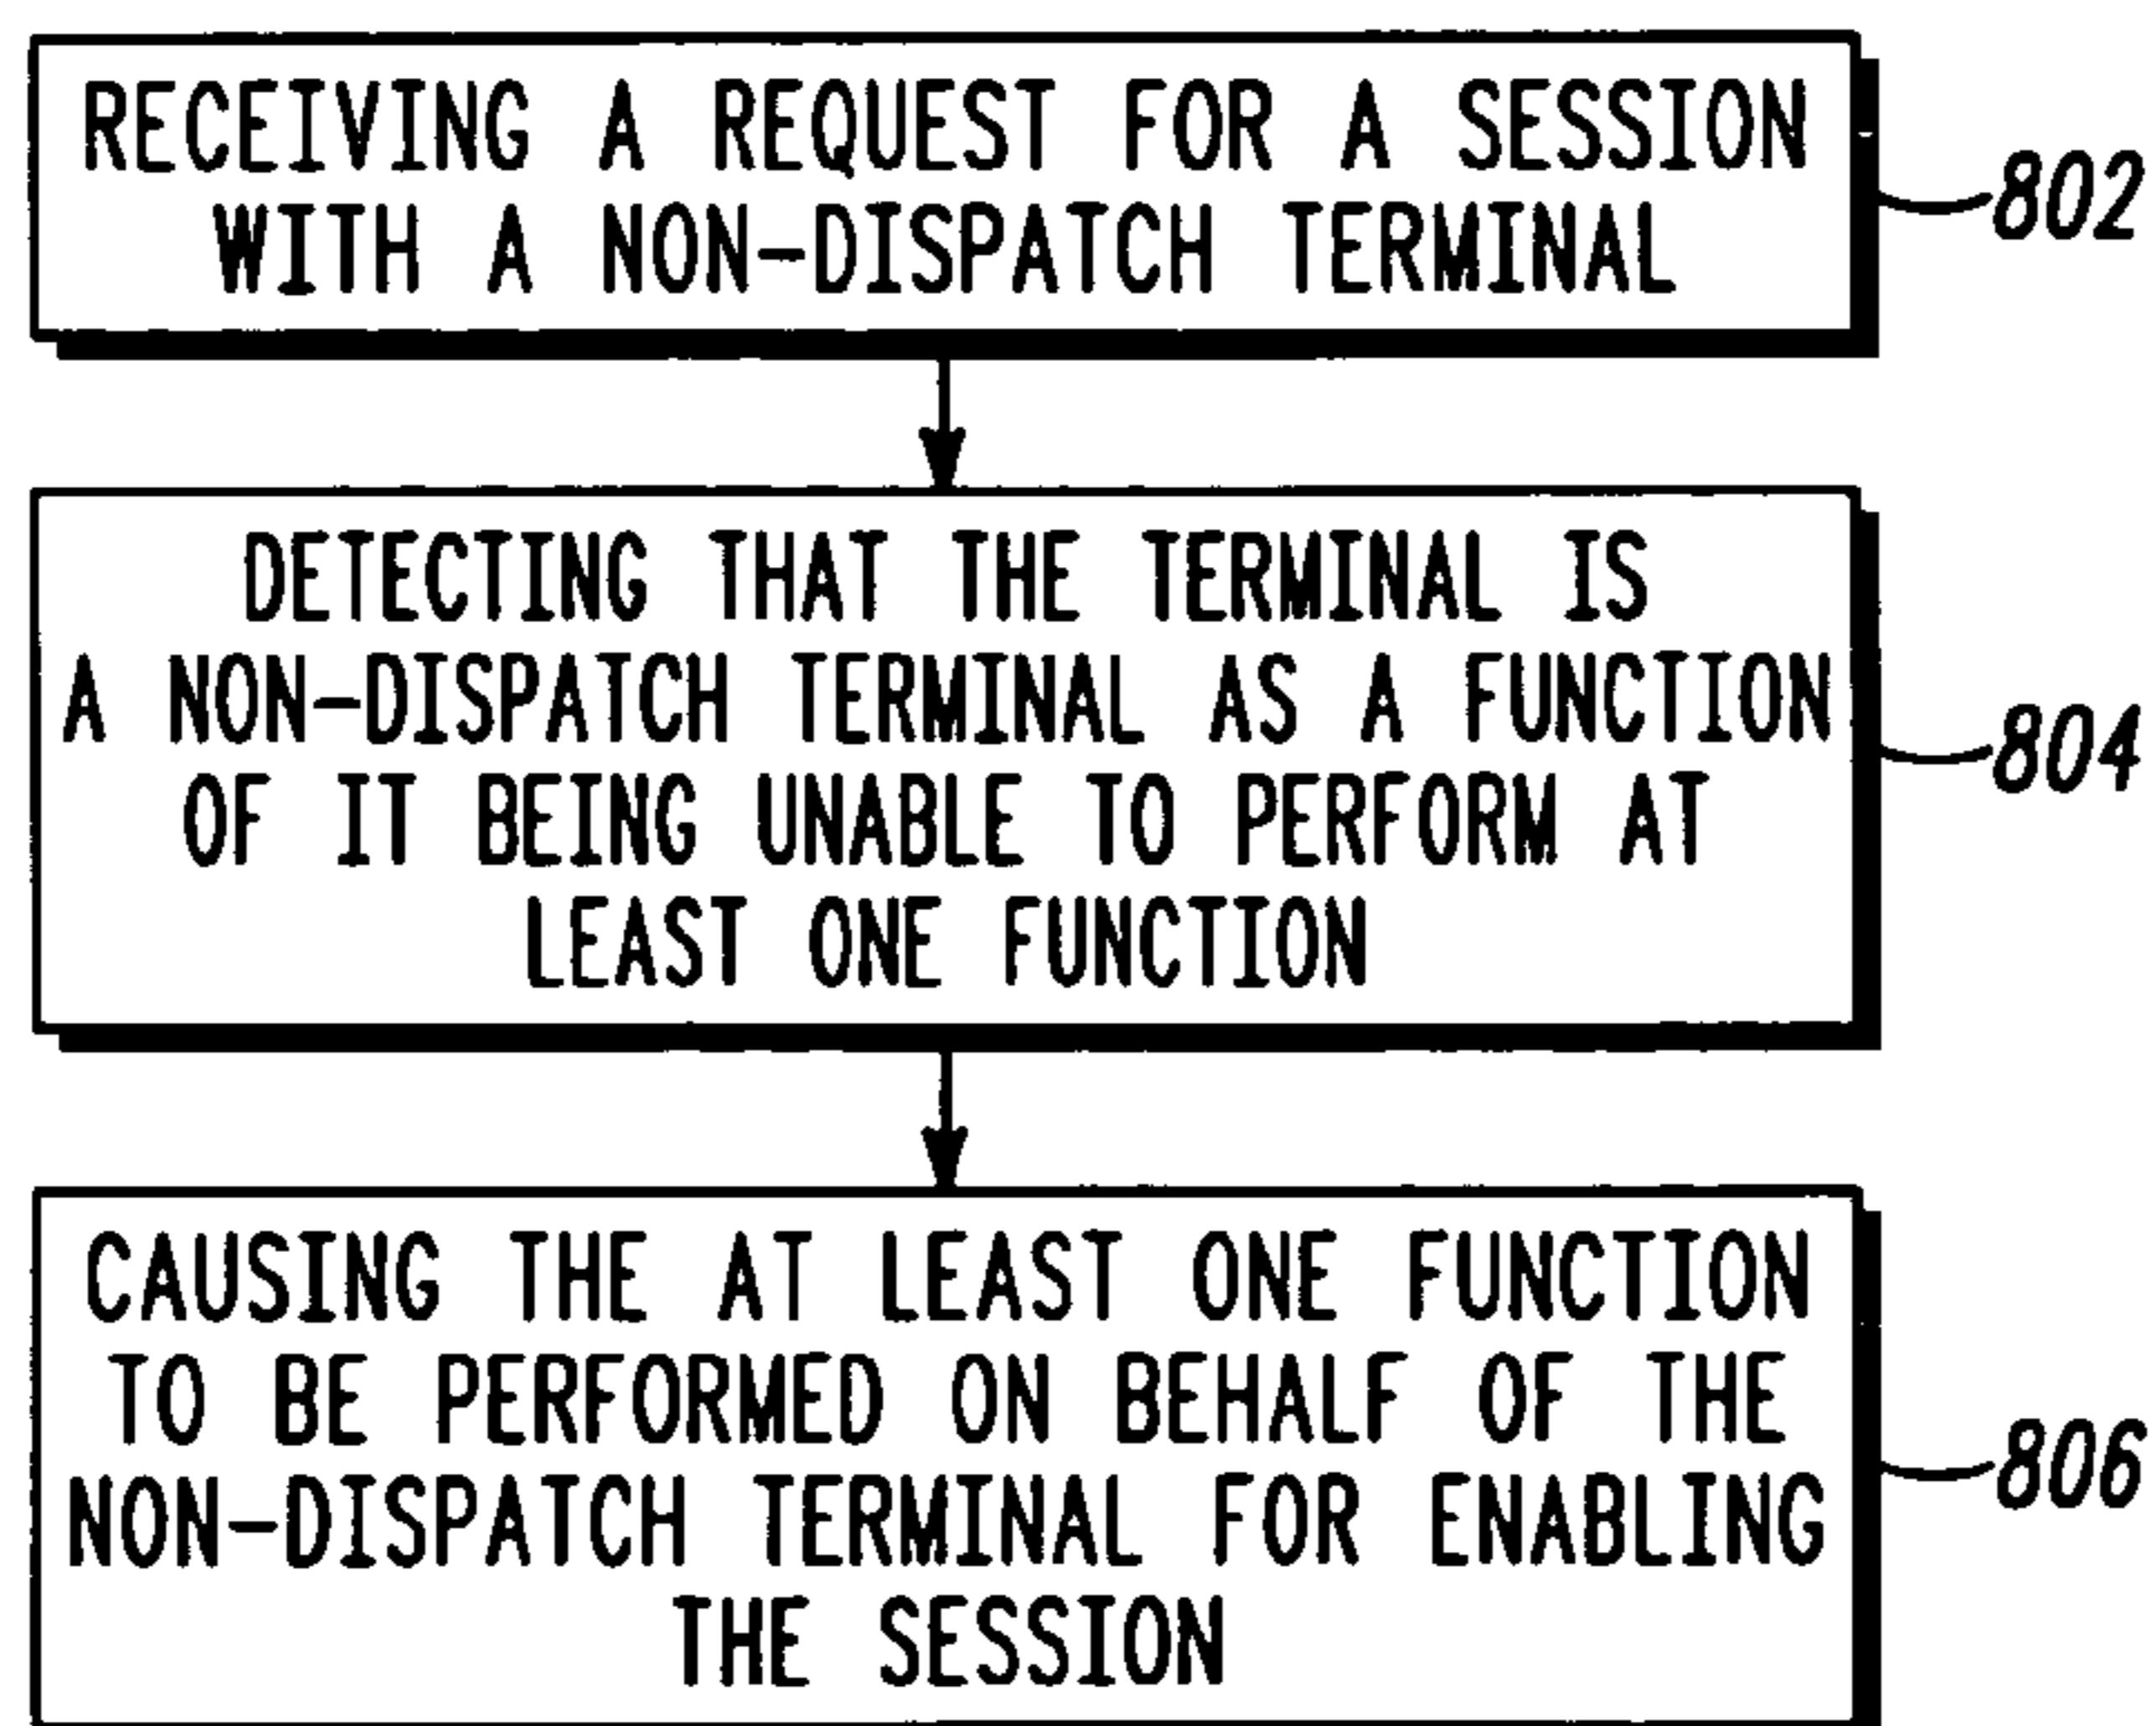 RECEIVING A REQUEST FOR A SESSION
WITH A NON-DISPATCH TERMINAL
802
DETECTING THAT THE TERMINAL IS
A NON-DISPATCH TERMINAL AS A FUNCTION
OF IT BEING UNABLE TO PERFORM AT
LEAST ONE FUNCTION
804
CAUSING THE AT LEAST ONE FUNCTION
TO BE PERFORMED ON BEHALF OF THE
NON-DISPATCH TERMINAL FOR ENABLING
THE SESSION
806